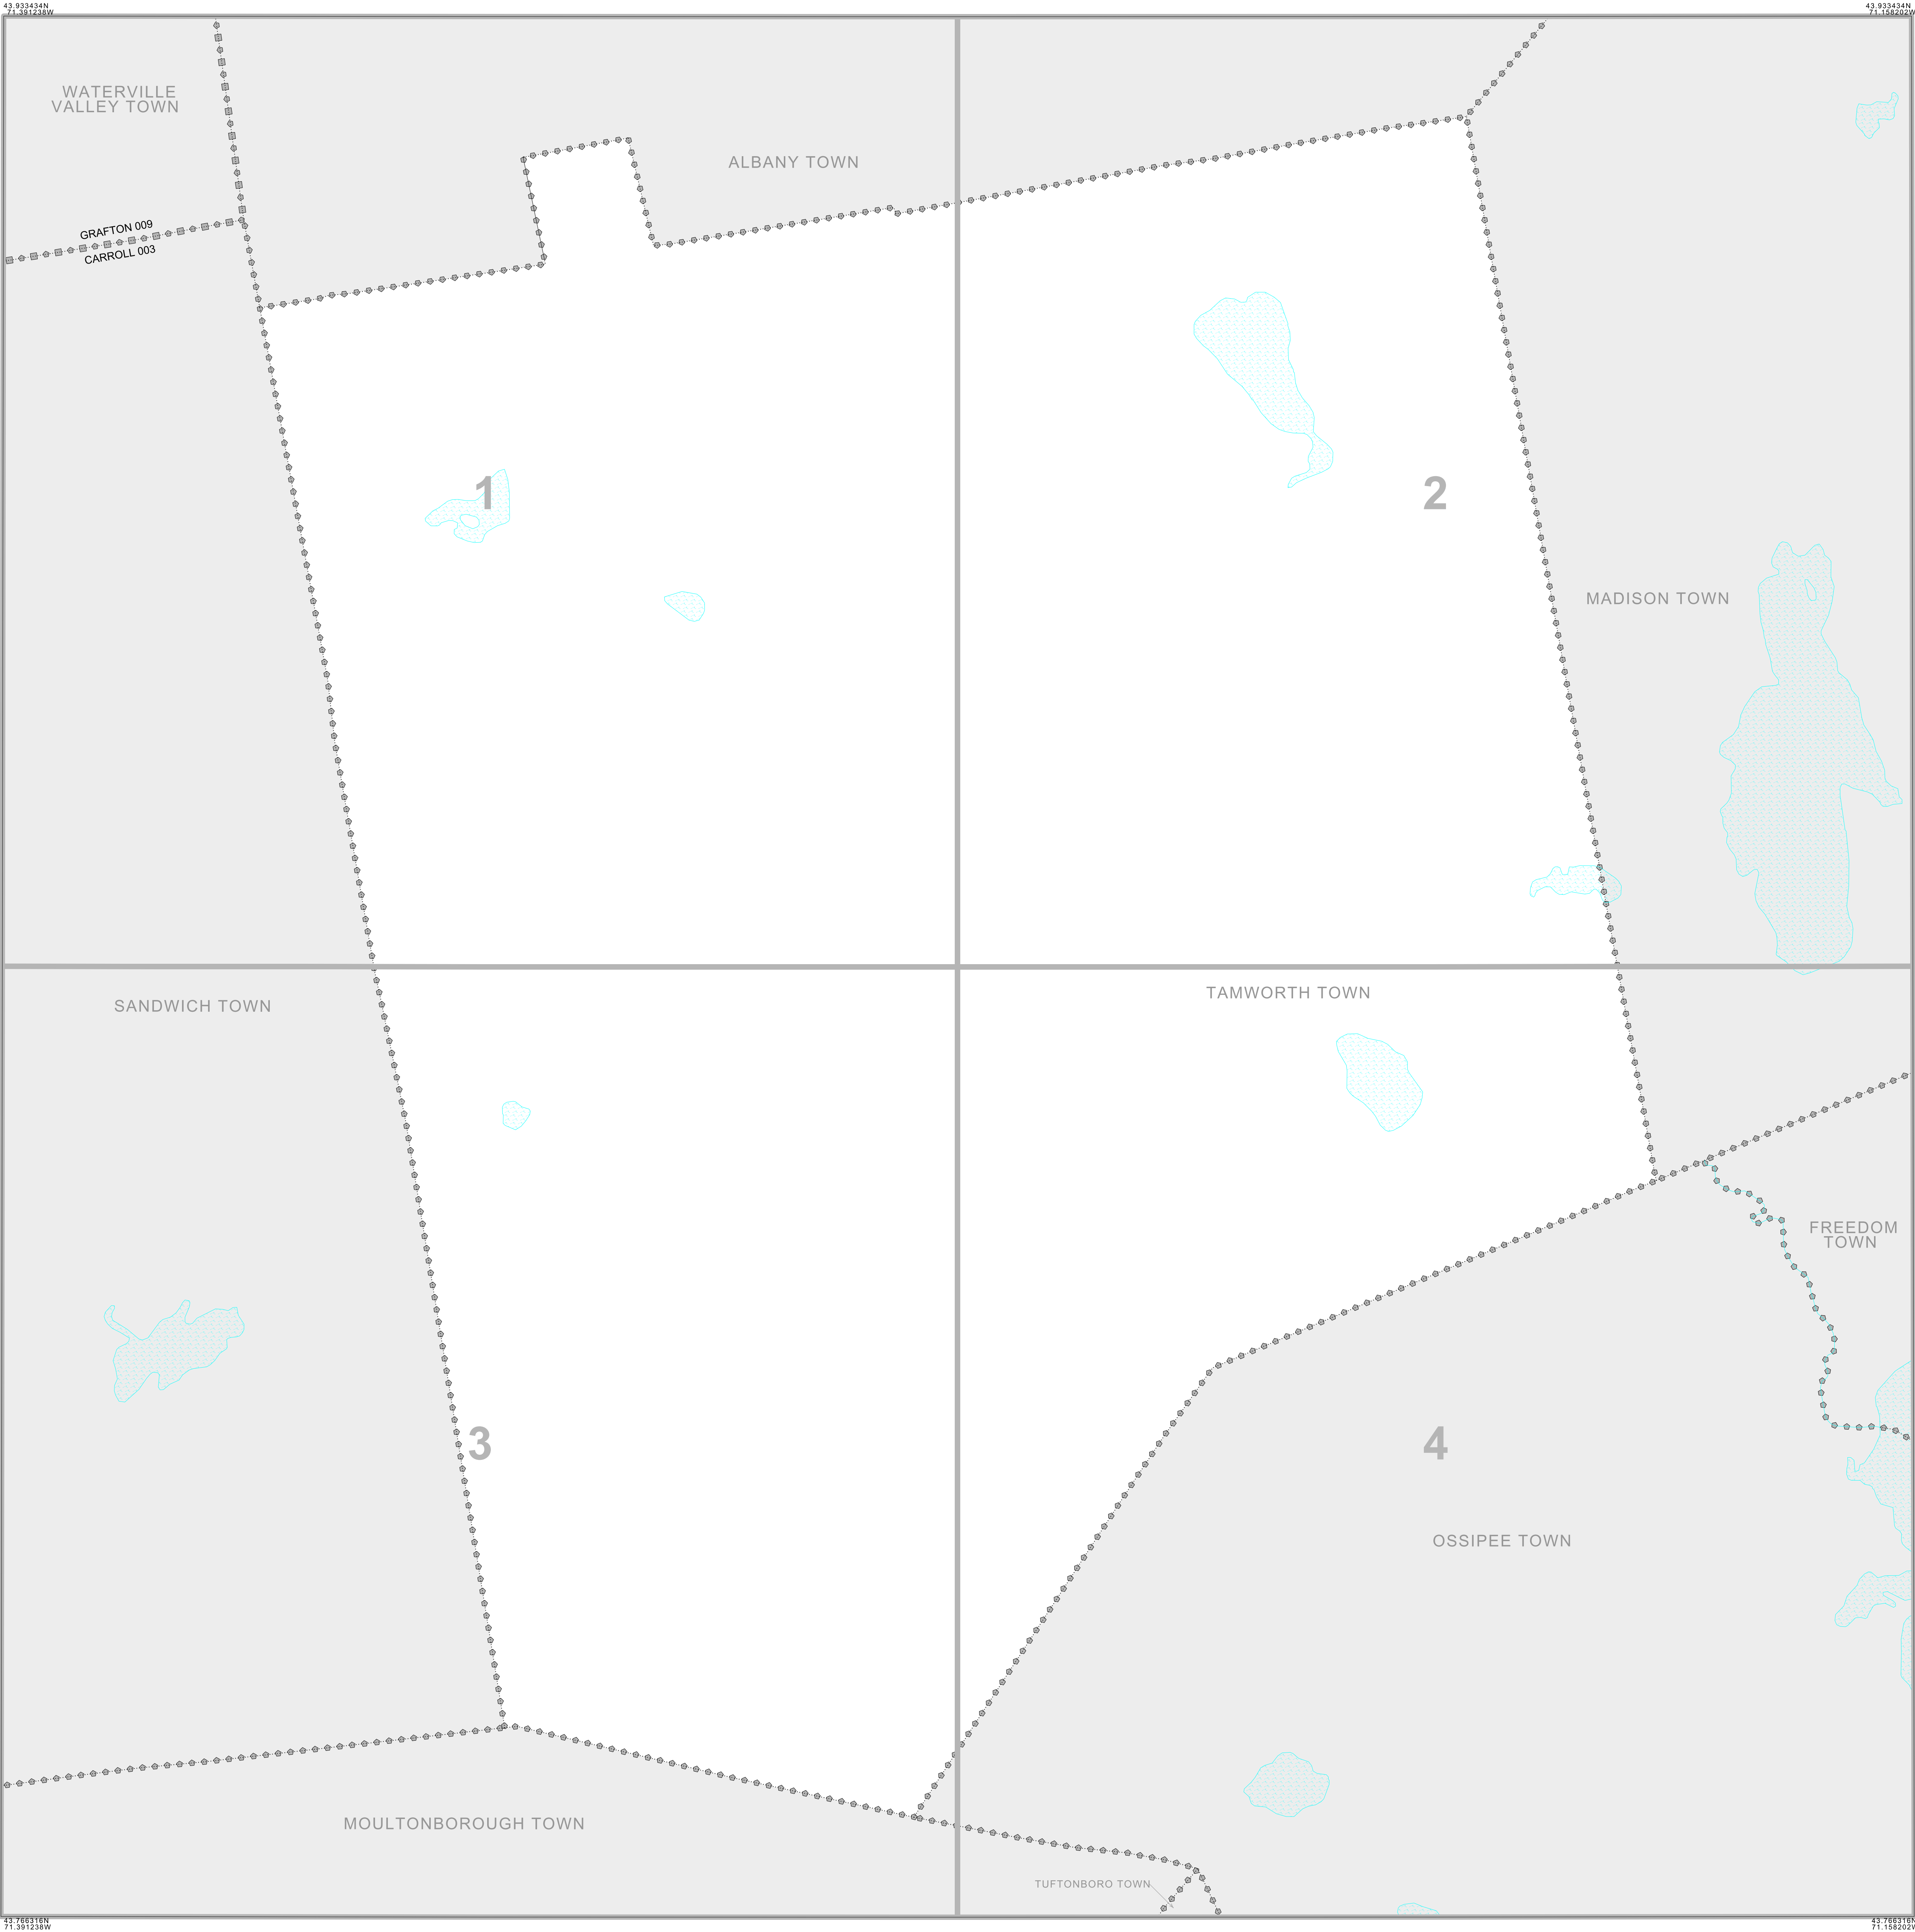 43.933434N
71.391238W
43.933434N
71.158202W
WATERVILLE
VALLEY TOWN
ALBANY TOWN
GRAFTON 009
CARROLL 003
1
2
MADISON TOWN
SANDWICH TOWN
TAMWORTH TOWN
FREEDOM
TOWN
3
4
OSSIPEE TOWN
MOULTONBOROUGH TOWN
TUFTONBORO TOWN
43.766316N
71.391238W
43.766316N
71.158202W